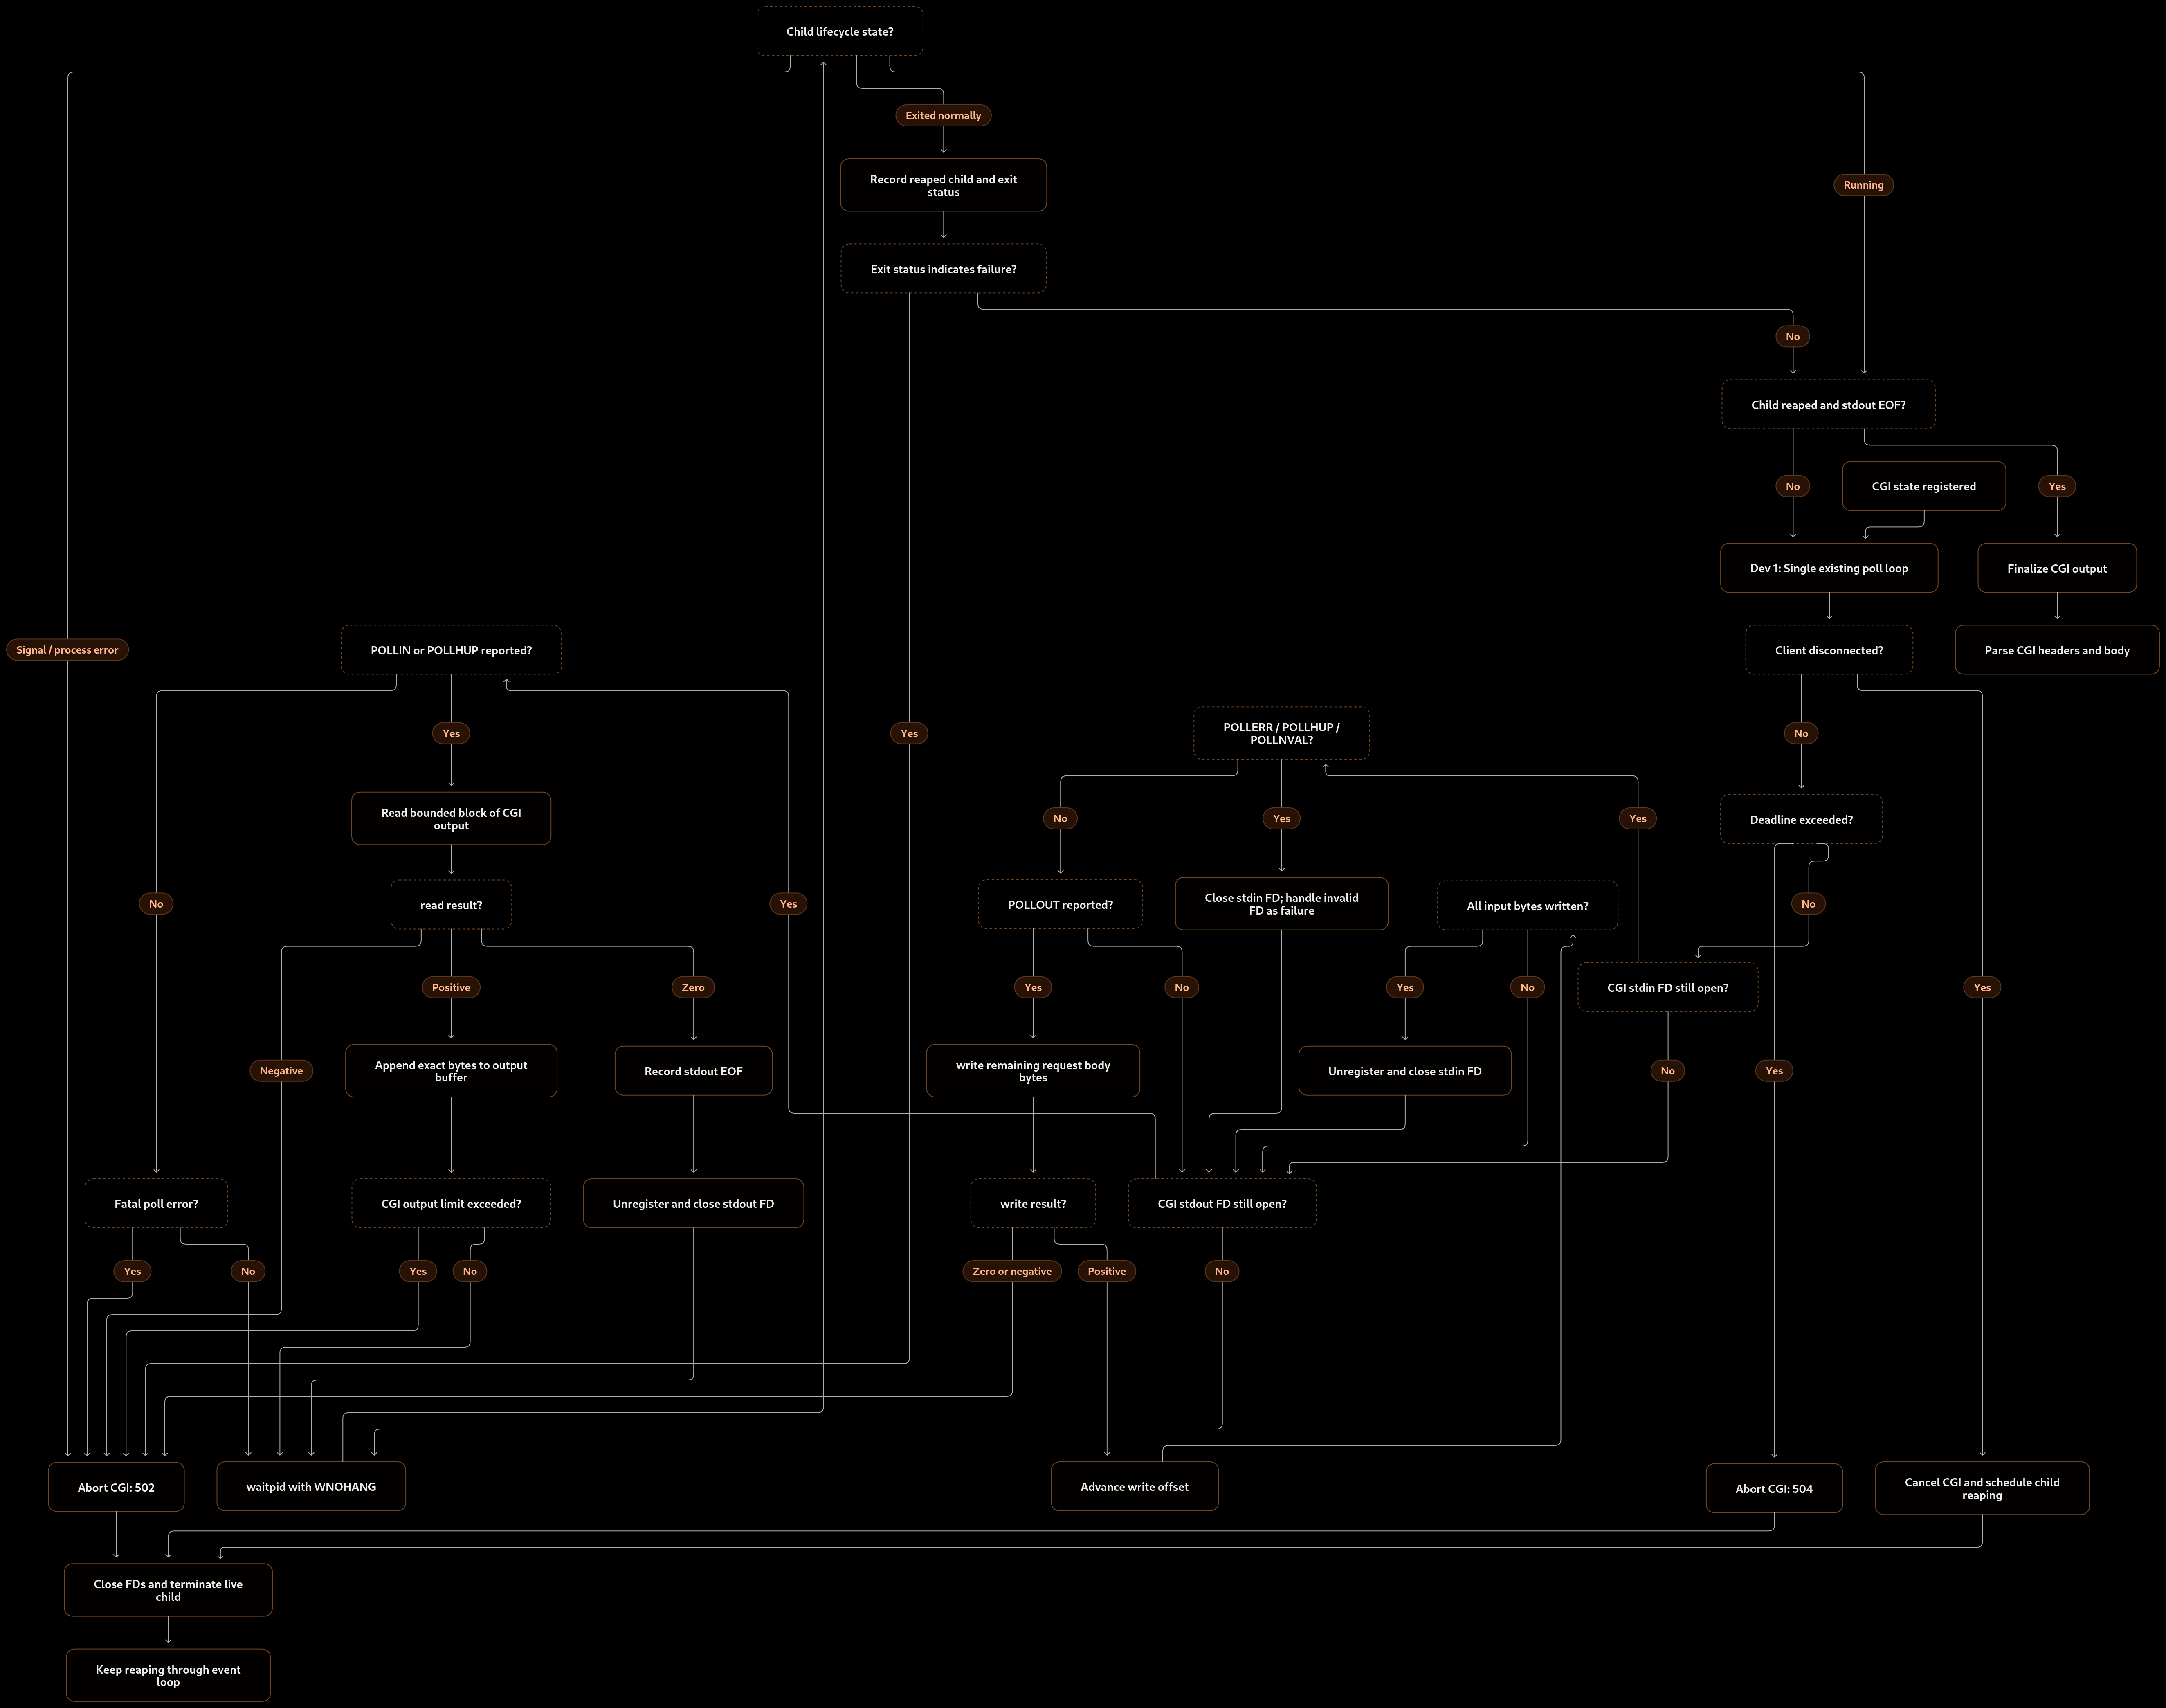 Child lifecycle state?
Exited normally
Record reaped child and exit
status
Running
Exit status indicates failure?
No
Child reaped and stdout EOF?
No
CGI state registered
Yes
Dev 1: Single existing poll loop
Finalize CGI output
Signal / process error
POLLIN or POLLHUP reported?
Client disconnected?
Parse CGI headers and body
Yes
Yes
POLLERR / POLLHUP /
POLLNVAL?
No
Read bounded block of CGI
output
No
Yes
Yes
Deadline exceeded?
No
read result?
Yes
POLLOUT reported?
Close stdin FD; handle invalid
FD as failure
All input bytes written?
No
Positive
Zero
Yes
No
Yes
No
CGI stdin FD still open?
Yes
Negative
Append exact bytes to output
buffer
Record stdout EOF
write remaining request body
bytes
Unregister and close stdin FD
No
Yes
Fatal poll error?
CGI output limit exceeded?
Unregister and close stdout FD
write result?
CGI stdout FD still open?
Yes
No
Yes
No
Zero or negative
Positive
No
Abort CGI: 502
waitpid with WNOHANG
Advance write offset
Abort CGI: 504
Cancel CGI and schedule child
reaping
Close FDs and terminate live
child
Keep reaping through event
loop